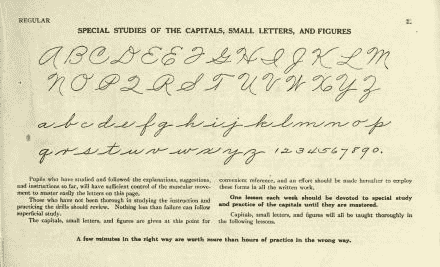 REGULAR
SPECIAL STUDIES OF THE CAPITALS, SMALL LETTERS, AND FIGURES
A B C D E E F G H I J K L M
N O P Q R S T U V W X Y Z
a b c d e f g h i j k l m n o p
q r s t u v w x y z 1 2 3 4 5 6 7 8 9 0.
Pupils who have studied and followed the explanations, suggestions,
and instructions so far, will have sufficient control of the muscular move-
ment to master easily the letters on this page.
Those who have not been thorough in studying the instruction and
practicing the drills should review. Nothing less than failure can follow
superficial study.
The capitals, small letters, and figures are given at this point for
convenient reference, and an effort should be made hereafter to employ
these forms in all the written work.
One lesson each week should be devoted to special study
and practice of the capitals until they are mastered.
Capitals, small letters, and figures will all be taught thoroughly in
the following lessons.
A few minutes in the right way are worth more than hours of practice in the wrong way.